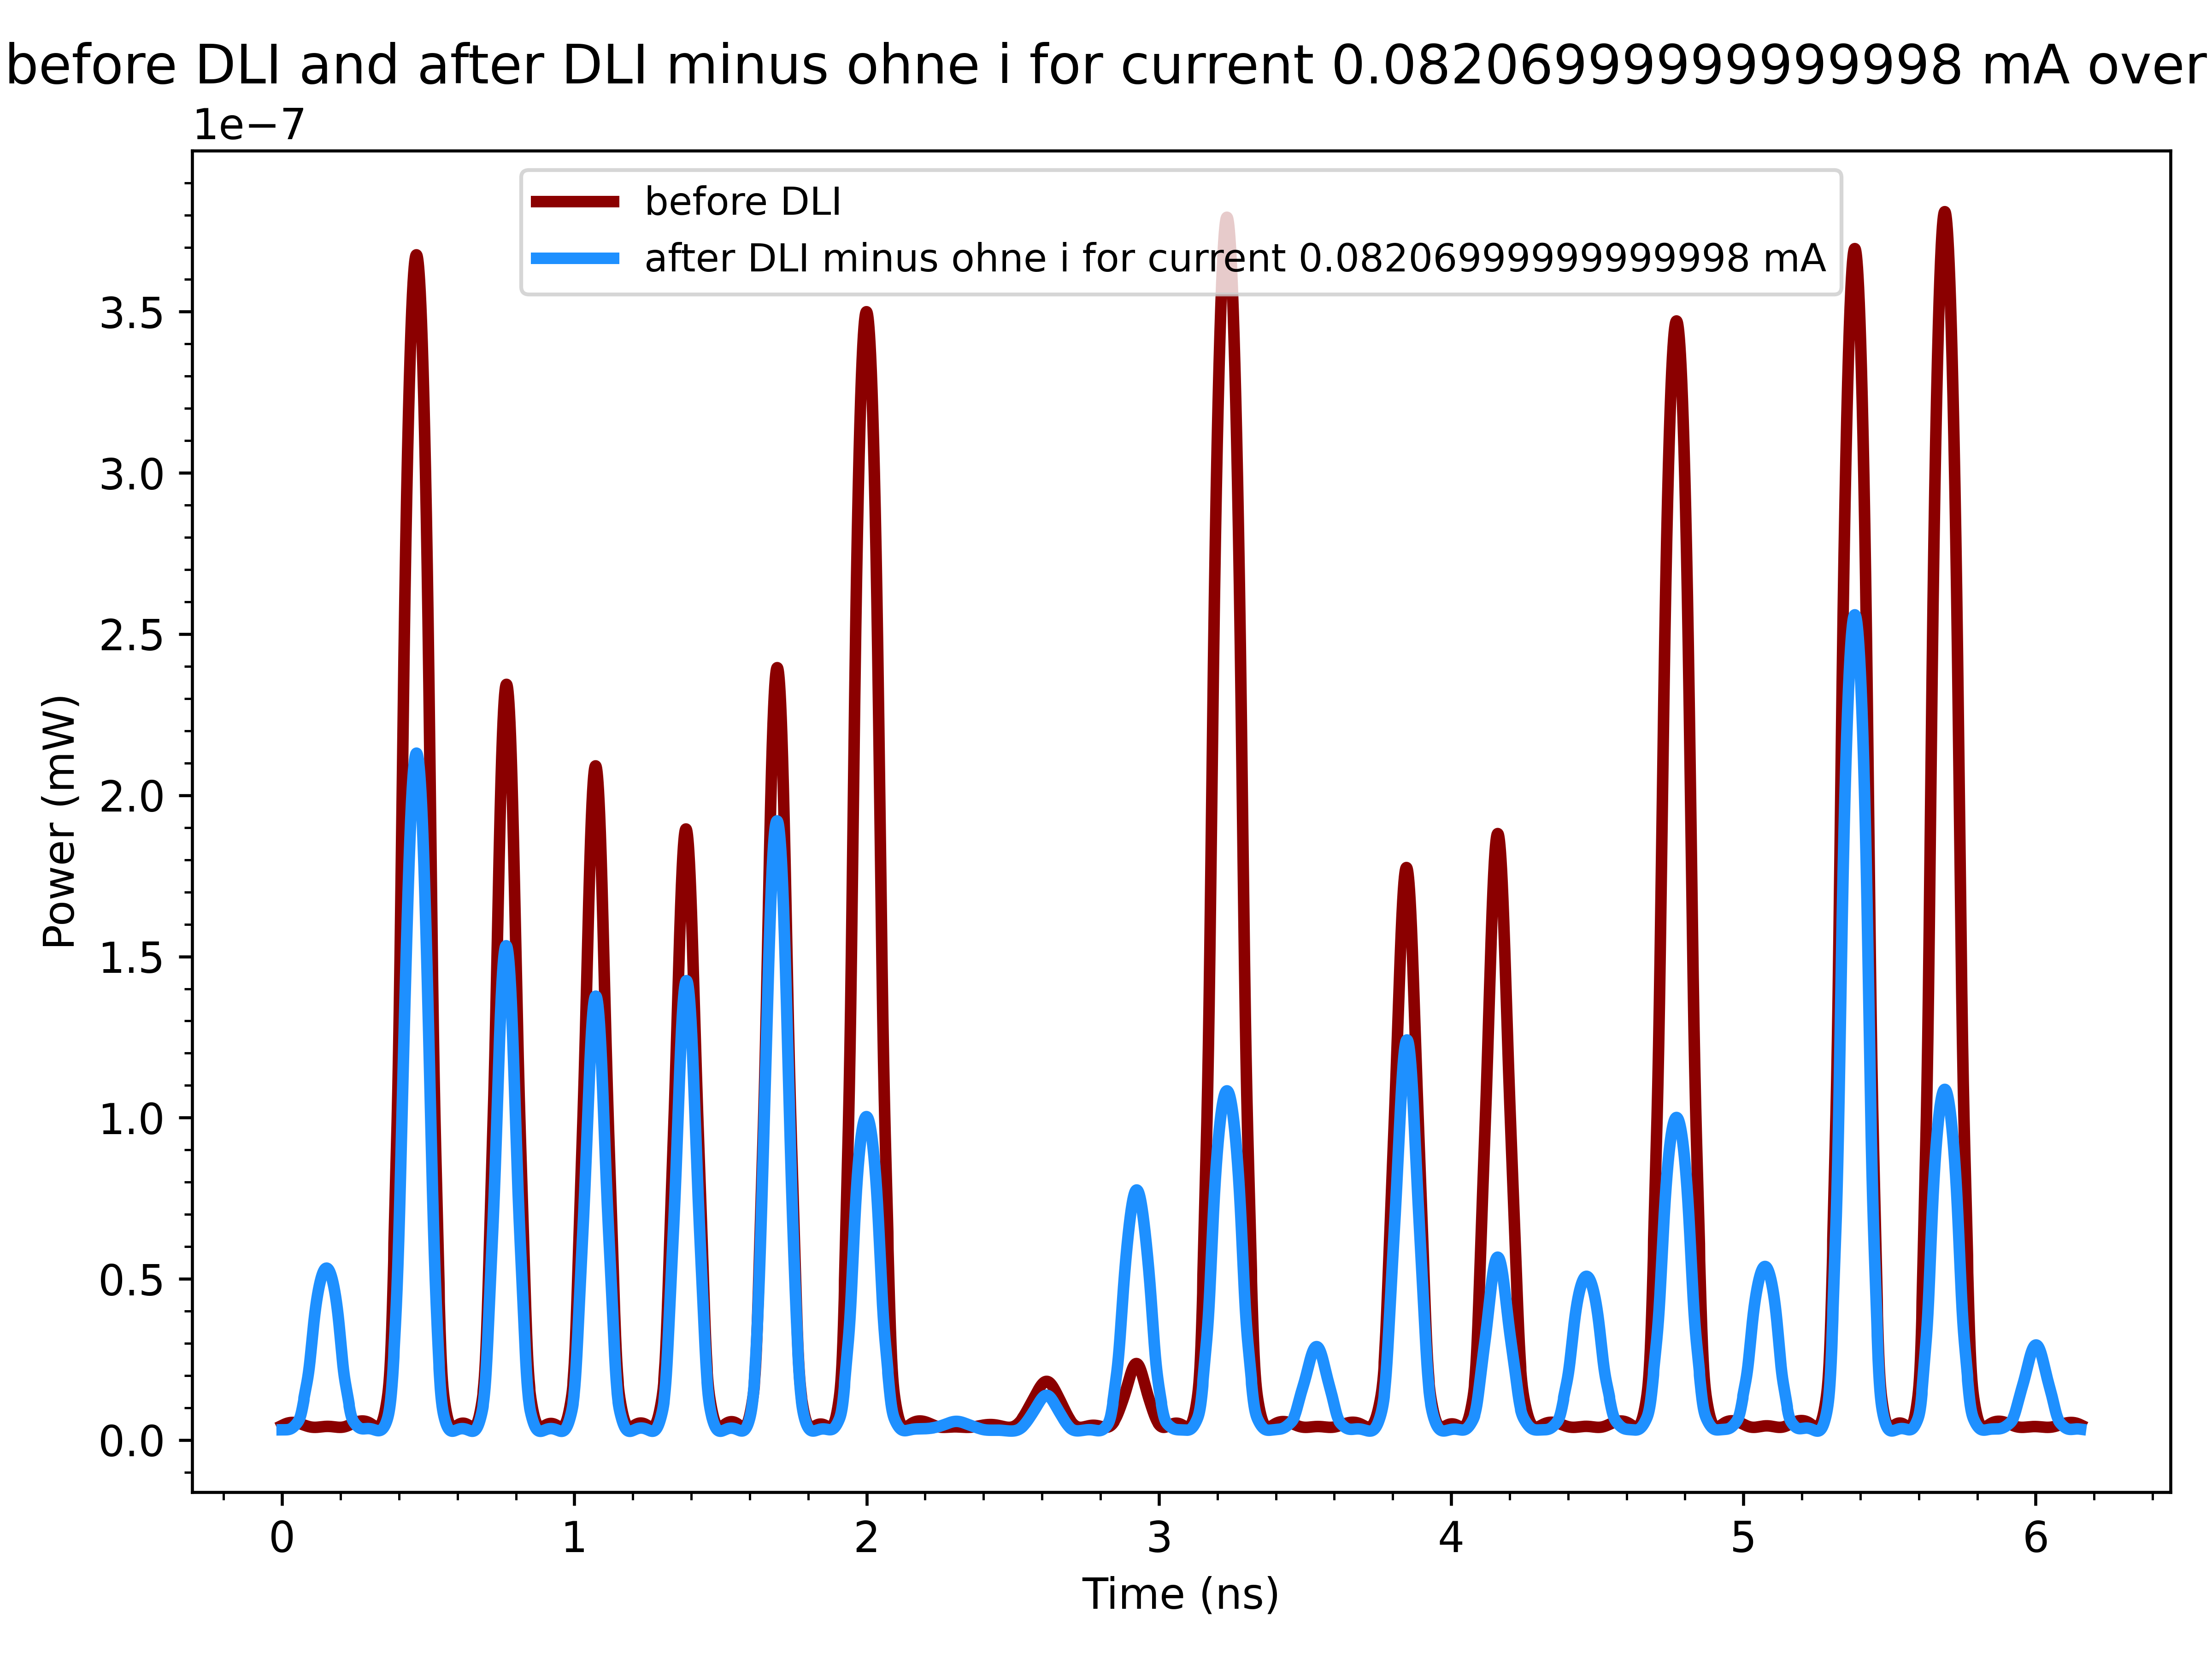 before DLI and after DLI minus ohne i for current 0.08206999999999998 mA over
1e−7
before DLI
after DLI minus ohne i for current 0.08206999999999998 mA
3.5
3.0
2.5
2.0
1.5
1.0
0.5
0.0
Power (mW)
0 1 2 3 4 5 6
Time (ns)